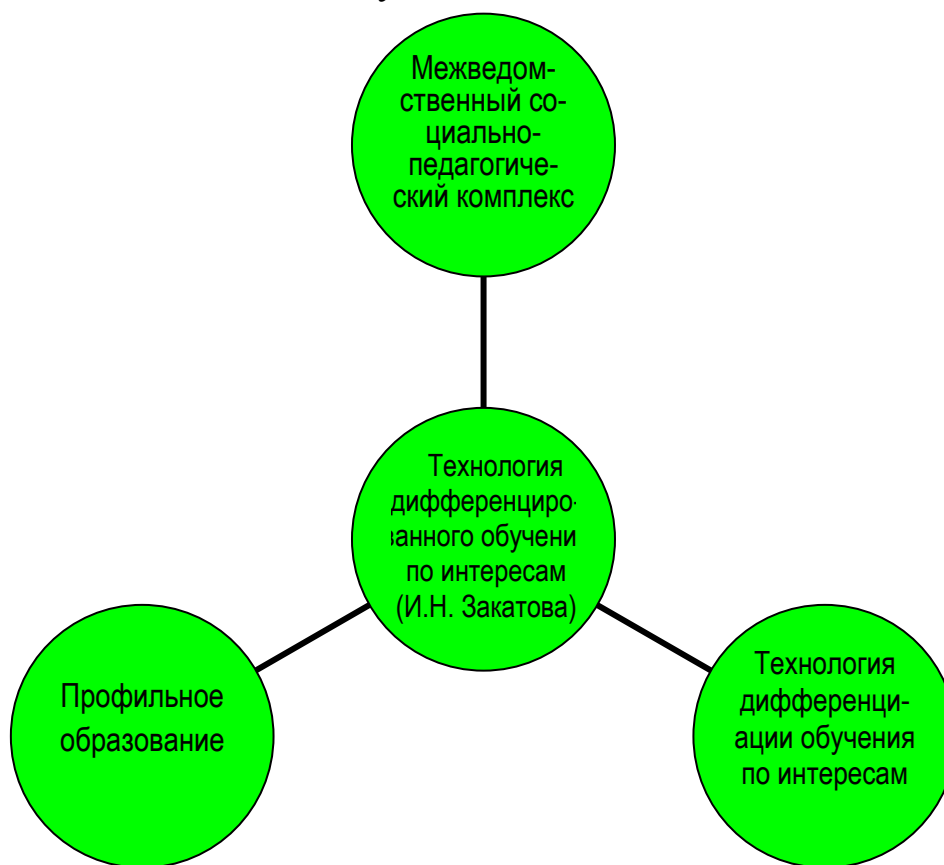 Межведом-
ственный со-
циально-
педагогиче-
ский комплекс
Технология
дифференциро-
ванного обучени
по интересам
(И.Н. Закатова)
Профильное
образование
Технология
дифференци-
ации обучения
по интересам